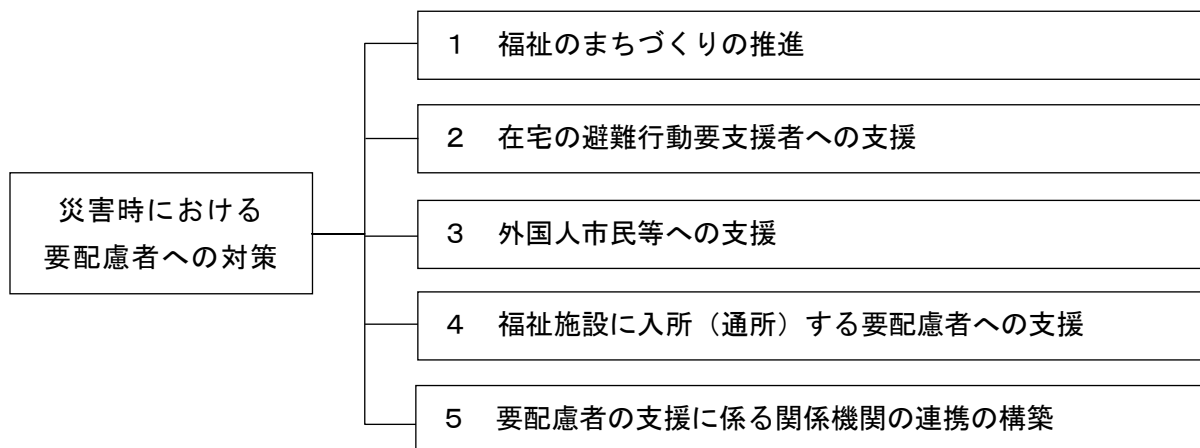 災害時における
要配慮者への対策
１　福祉のまちづくりの推進
２　在宅の避難行動要支援者への支援
３　外国人市民等への支援
４　福祉施設に入所（通所）する要配慮者への支援
５　要配慮者の支援に係る関係機関の連携の構築